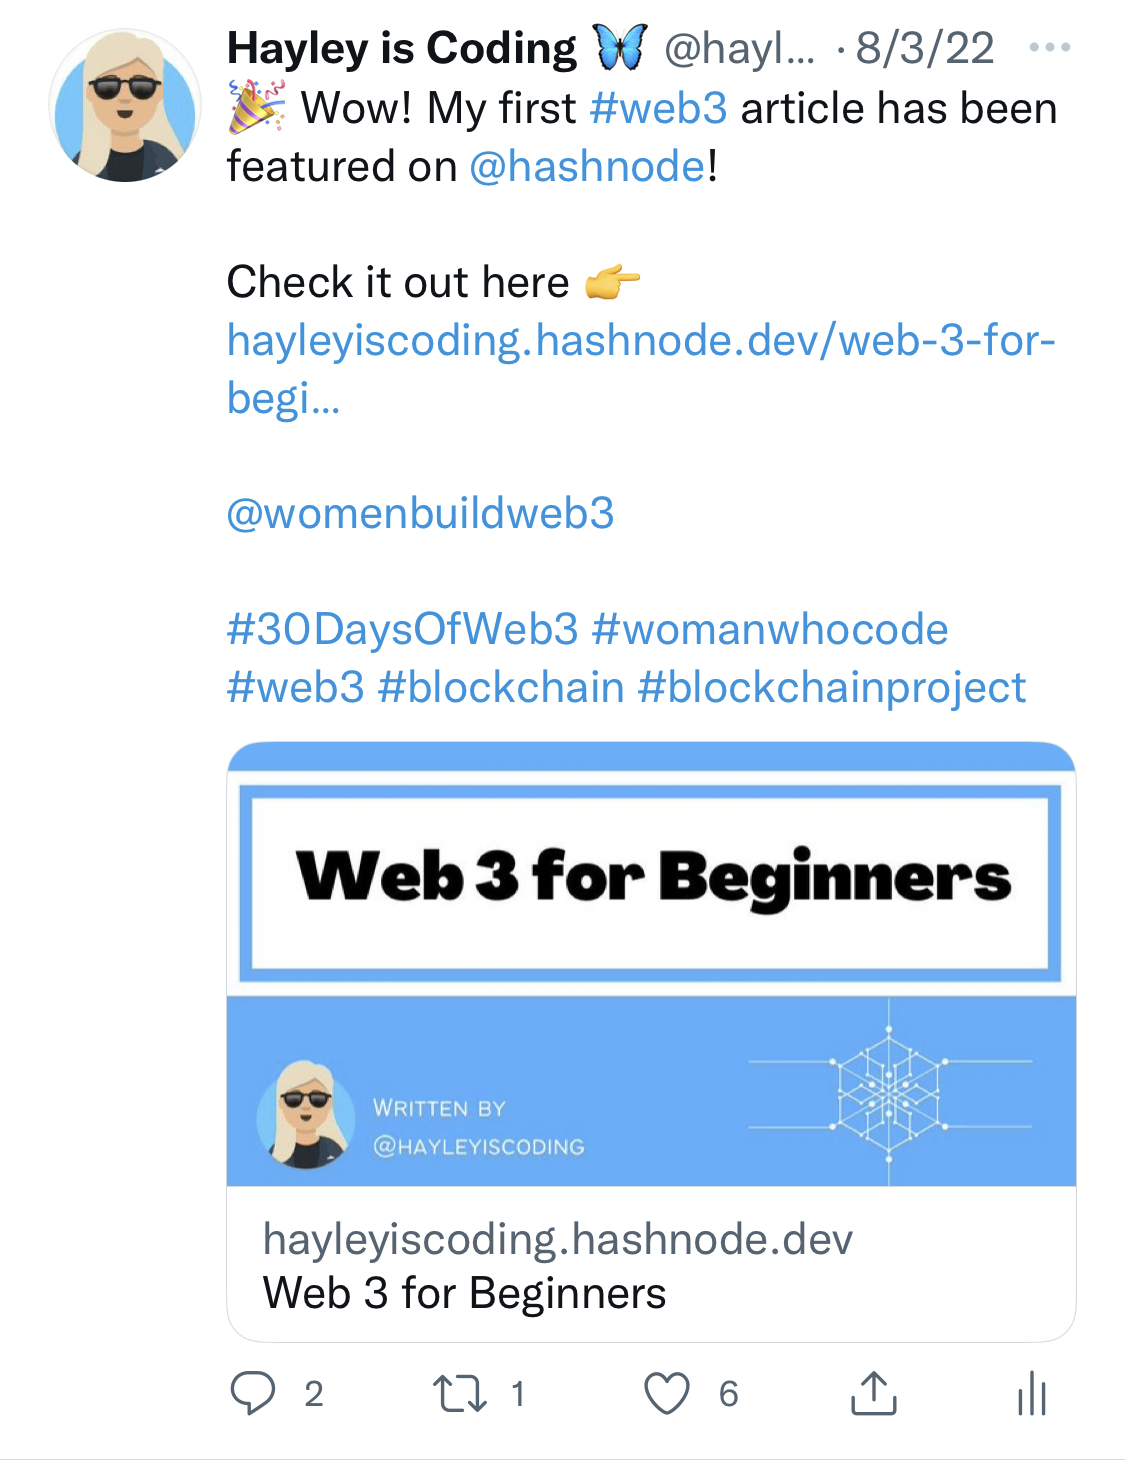 Hayley is Coding 🦋 @hayl... · 8/3/22
🎉 Wow! My first #web3 article has been
featured on @hashnode!
Check it out here 👉
hayleyiscoding.hashnode.dev/web-3-for-
begi...
@womenbuildweb3
#30DaysOfWeb3 #womanwhocode
#web3 #blockchain #blockchainproject
Web 3 for Beginners
WRITTEN BY
@HAYLEYISCODING
hayleyiscoding.hashnode.dev
Web 3 for Beginners
2 1 6